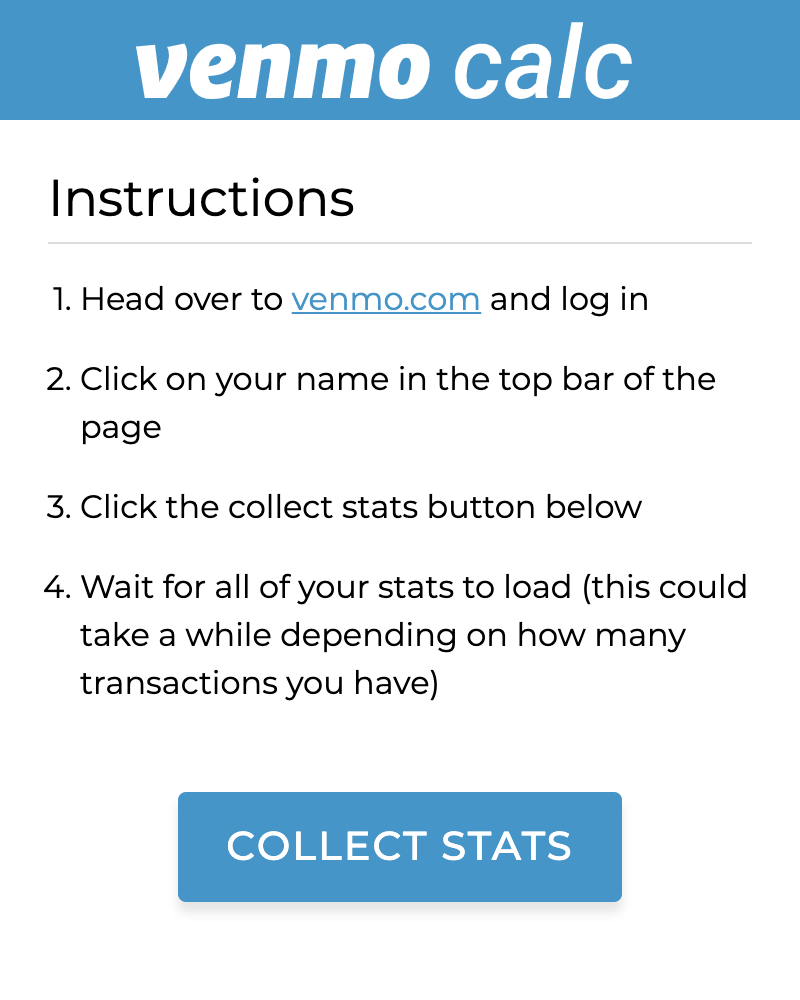 venmo calc
Instructions
1. Head over to venmo.com and log in
2. Click on your name in the top bar of the
page
3. Click the collect stats button below
4. Wait for all of your stats to load (this could
take a while depending on how many
transactions you have)
COLLECT STATS